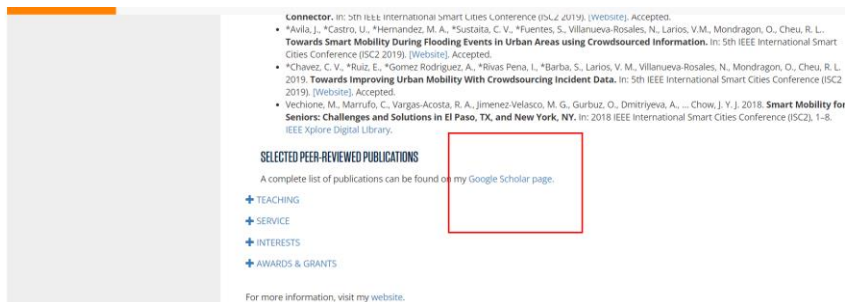 Connector. In: 5th IEEE International Smart Cities Conference (ISC2 2019). [Website]. Accepted.
*Avila, J., *Castro, U., *Hernandez, M. A., *Sustaita, C. V., *Fuentes, S., Villanueva-Rosales, N., Larios, V.M., Mondragon, O., Cheu, R. L..
Towards Smart Mobility During Flooding Events in Urban Areas using Crowdsourced Information. In: 5th IEEE International Smart
Cities Conference (ISC2 2019). [Website]. Accepted.
*Chavez, C. V., *Ruiz, E., *Gomez Rodriguez, A., *Rivas Pena, I., *Barba, S., Larios, V. M., Villanueva-Rosales, N., Mondragon, O., Cheu, R. L.
2019. Towards Improving Urban Mobility With Crowdsourcing Incident Data. In: 5th IEEE International Smart Cities Conference (ISC2
2019). [Website]. Accepted.
Vechione, M., Marrufo, C., Vargas-Acosta, R. A., Jimenez-Velasco, M. G., Gurbuz, O., Dmitriyeva, A., ... Chow, J. Y. J. 2018. Smart Mobility for
Seniors: Challenges and Solutions in El Paso, TX, and New York, NY. In: 2018 IEEE International Smart Cities Conference (ISC2), 1–8.
IEEE Xplore Digital Library.
SELECTED PEER-REVIEWED PUBLICATIONS
A complete list of publications can be found on my Google Scholar page.
TEACHING
SERVICE
INTERESTS
AWARDS & GRANTS
For more information, visit my website.